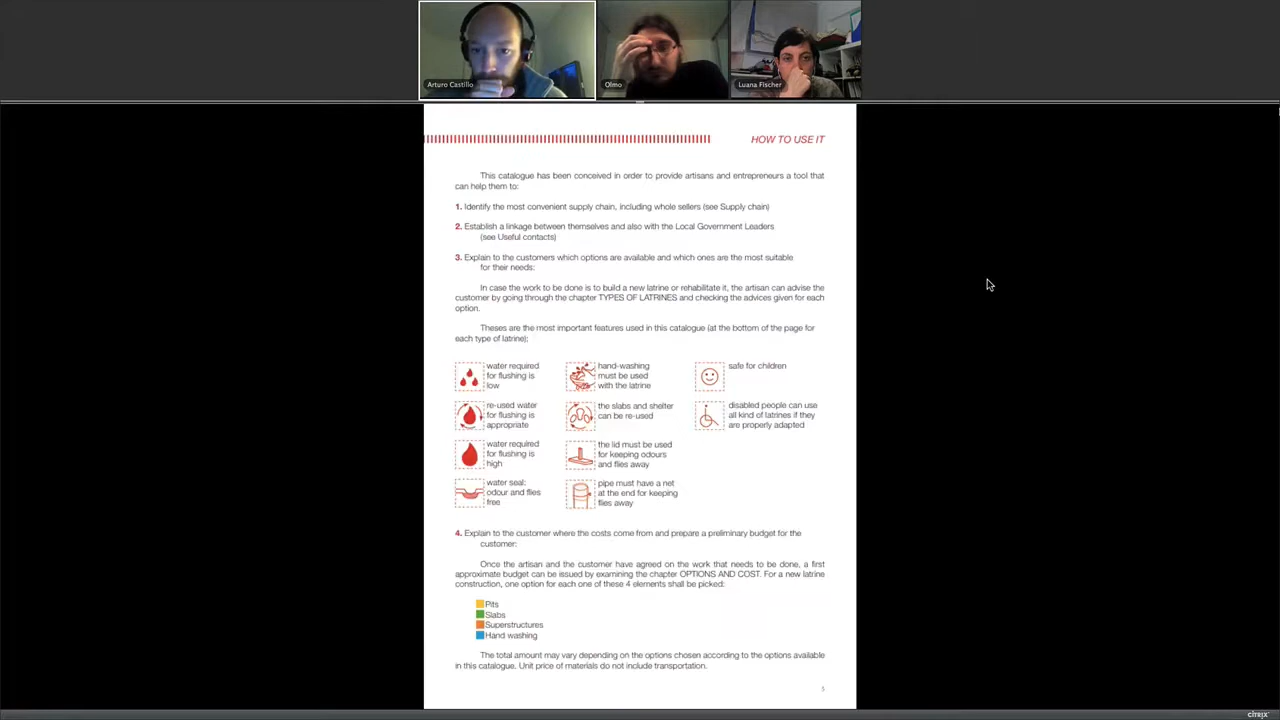 Arturo Castillo
Olmo
Luana Fischer
HOW TO USE IT
This catalogue has been conceived in order to provide artisans and entrepreneurs a tool that
can help them to:
1. Identify the most convenient supply chain, including whole sellers (see Supply chain)
2. Establish a linkage between themselves and also with the Local Government Leaders
(see Useful contacts)
3. Explain to the customers which options are available and which ones are the most suitable
for their needs:
In case the work to be done is to build a new latrine or rehabilitate it, the artisan can advise the
customer by going through the chapter TYPES OF LATRINES and checking the advices given for each
option.
Theses are the most important features used in this catalogue (at the bottom of the page for
each type of latrine):
water required
for flushing is
low
re-used water
for flushing is
appropriate
water required
for flushing is
high
water seal:
odour and flies
free
hand-washing
must be used
with the latrine
the slabs and shelter
can be re-used
the lid must be used
for keeping odours
and flies away
pipe must have a net
at the end for keeping
flies away
safe for children
disabled people can use
all kind of latrines if they
are properly adapted
4. Explain to the customer where the costs come from and prepare a preliminary budget for the
customer:
Once the artisan and the customer have agreed on the work that needs to be done, a first
approximate budget can be issued by examining the chapter OPTIONS AND COST. For a new latrine
construction, one option for each one of these 4 elements shall be picked:
Pits
Slabs
Superstructures
Hand washing
The total amount may vary depending on the options chosen according to the options available
in this catalogue. Unit price of materials do not include transportation.
5
CITRIX